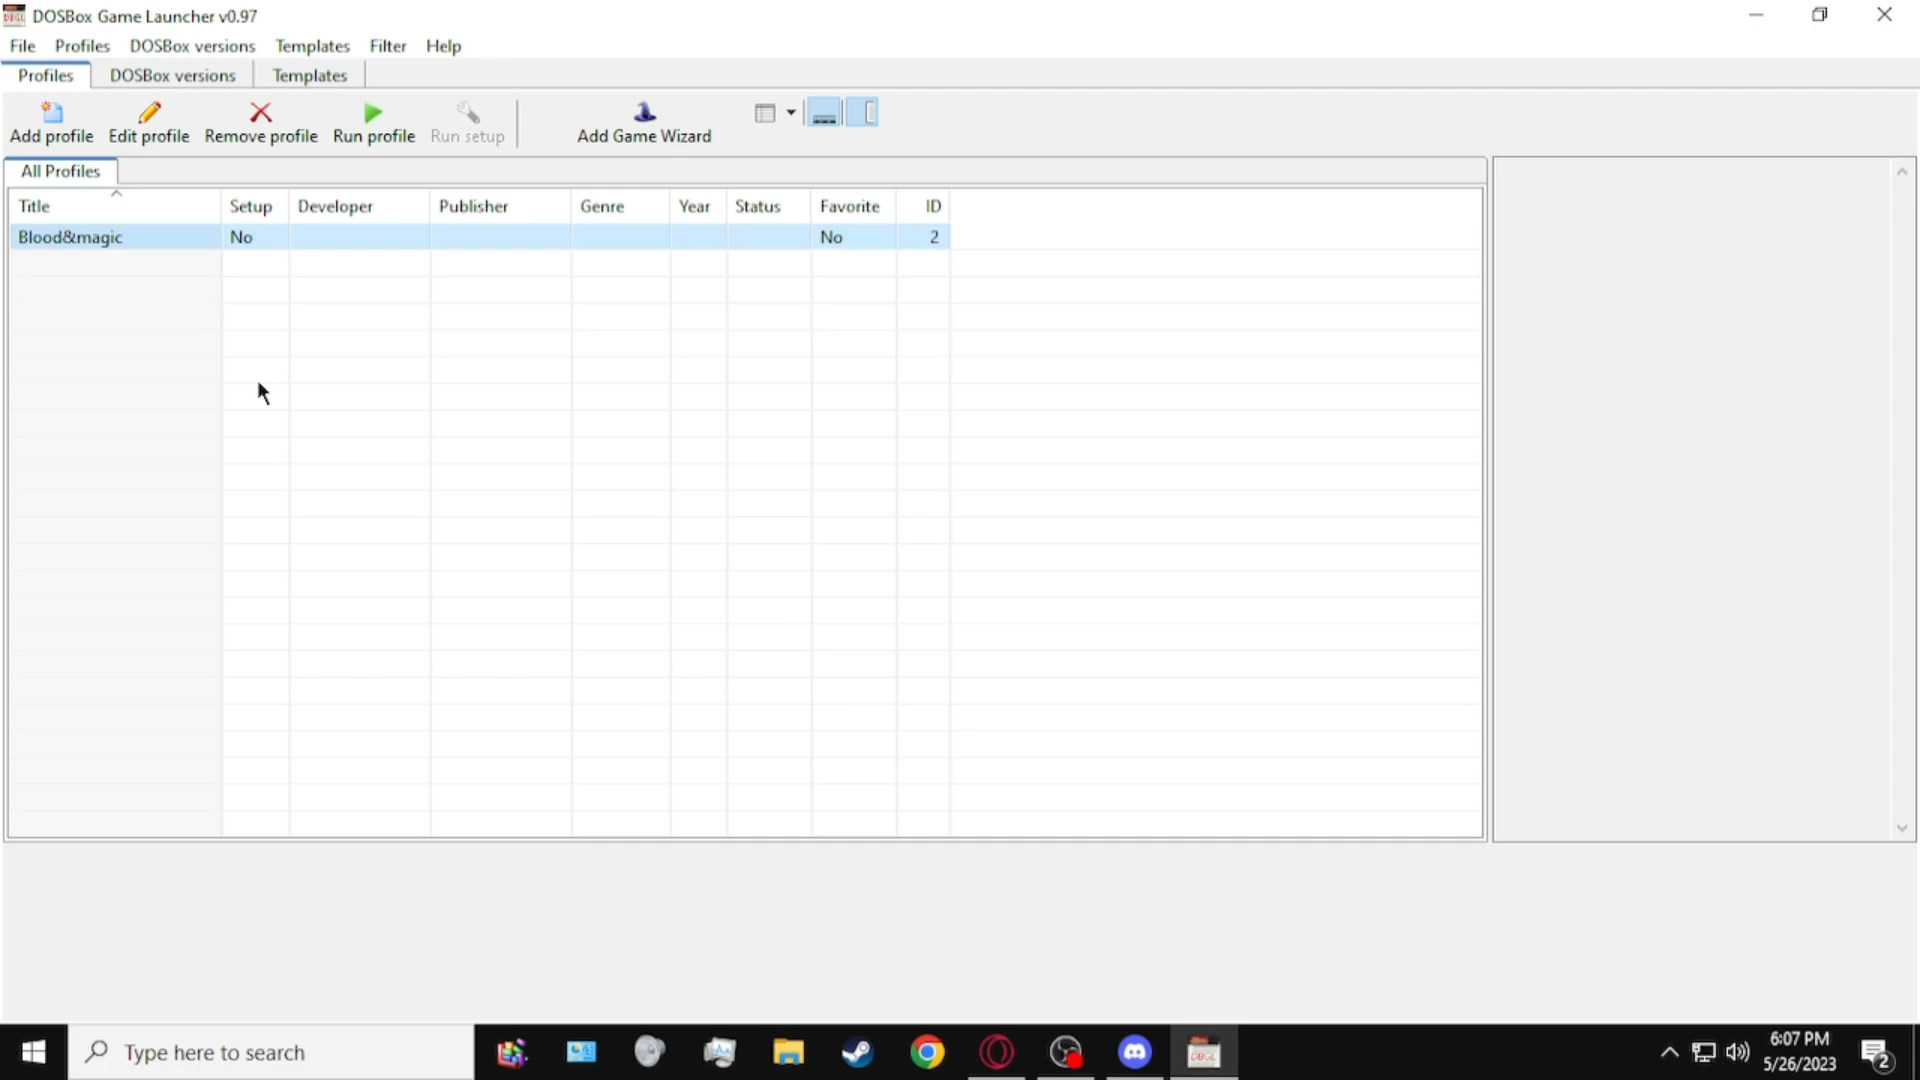 DOSBox Game Launcher v0.97
File Profiles DOSBox versions Templates Filter Help
Profiles DOSBox versions Templates
Add profile Edit profile Remove profile Run profile Run setup Add Game Wizard
All Profiles
Title Setup Developer Publisher Genre Year Status Favorite ID
Blood&magic No No 2
Type here to search
DBGL
6:07 PM
5/26/2023
2